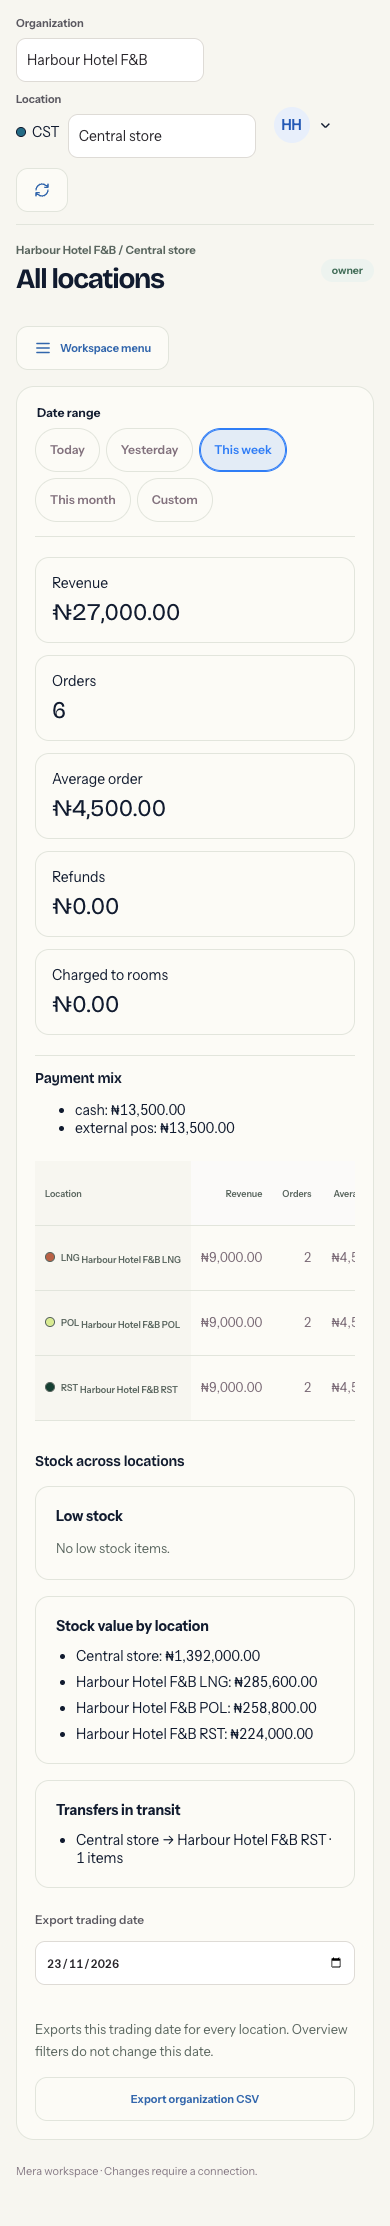 Organization
Harbour Hotel F&B
Location
CST
Central store
HH
Harbour Hotel F&B / Central store
All locations
owner
Workspace menu
Date range
Today
Yesterday
This week
This month
Custom
Revenue
₦27,000.00
Orders
6
Average order
₦4,500.00
Refunds
₦0.00
Charged to rooms
₦0.00
Payment mix
• cash: ₦13,500.00
• external pos: ₦13,500.00
Location Revenue Orders
LNG Harbour Hotel F&B LNG ₦9,000.00 2
POL Harbour Hotel F&B POL ₦9,000.00 2
RST Harbour Hotel F&B RST ₦9,000.00 2
Stock across locations
Low stock
No low stock items.
Stock value by location
• Central store: ₦1,392,000.00
• Harbour Hotel F&B LNG: ₦285,600.00
• Harbour Hotel F&B POL: ₦258,800.00
• Harbour Hotel F&B RST: ₦224,000.00
Transfers in transit
• Central store → Harbour Hotel F&B RST ·
1 items
Export trading date
23/11/2026
Exports this trading date for every location. Overview
filters do not change this date.
Export organization CSV
Mera workspace · Changes require a connection.